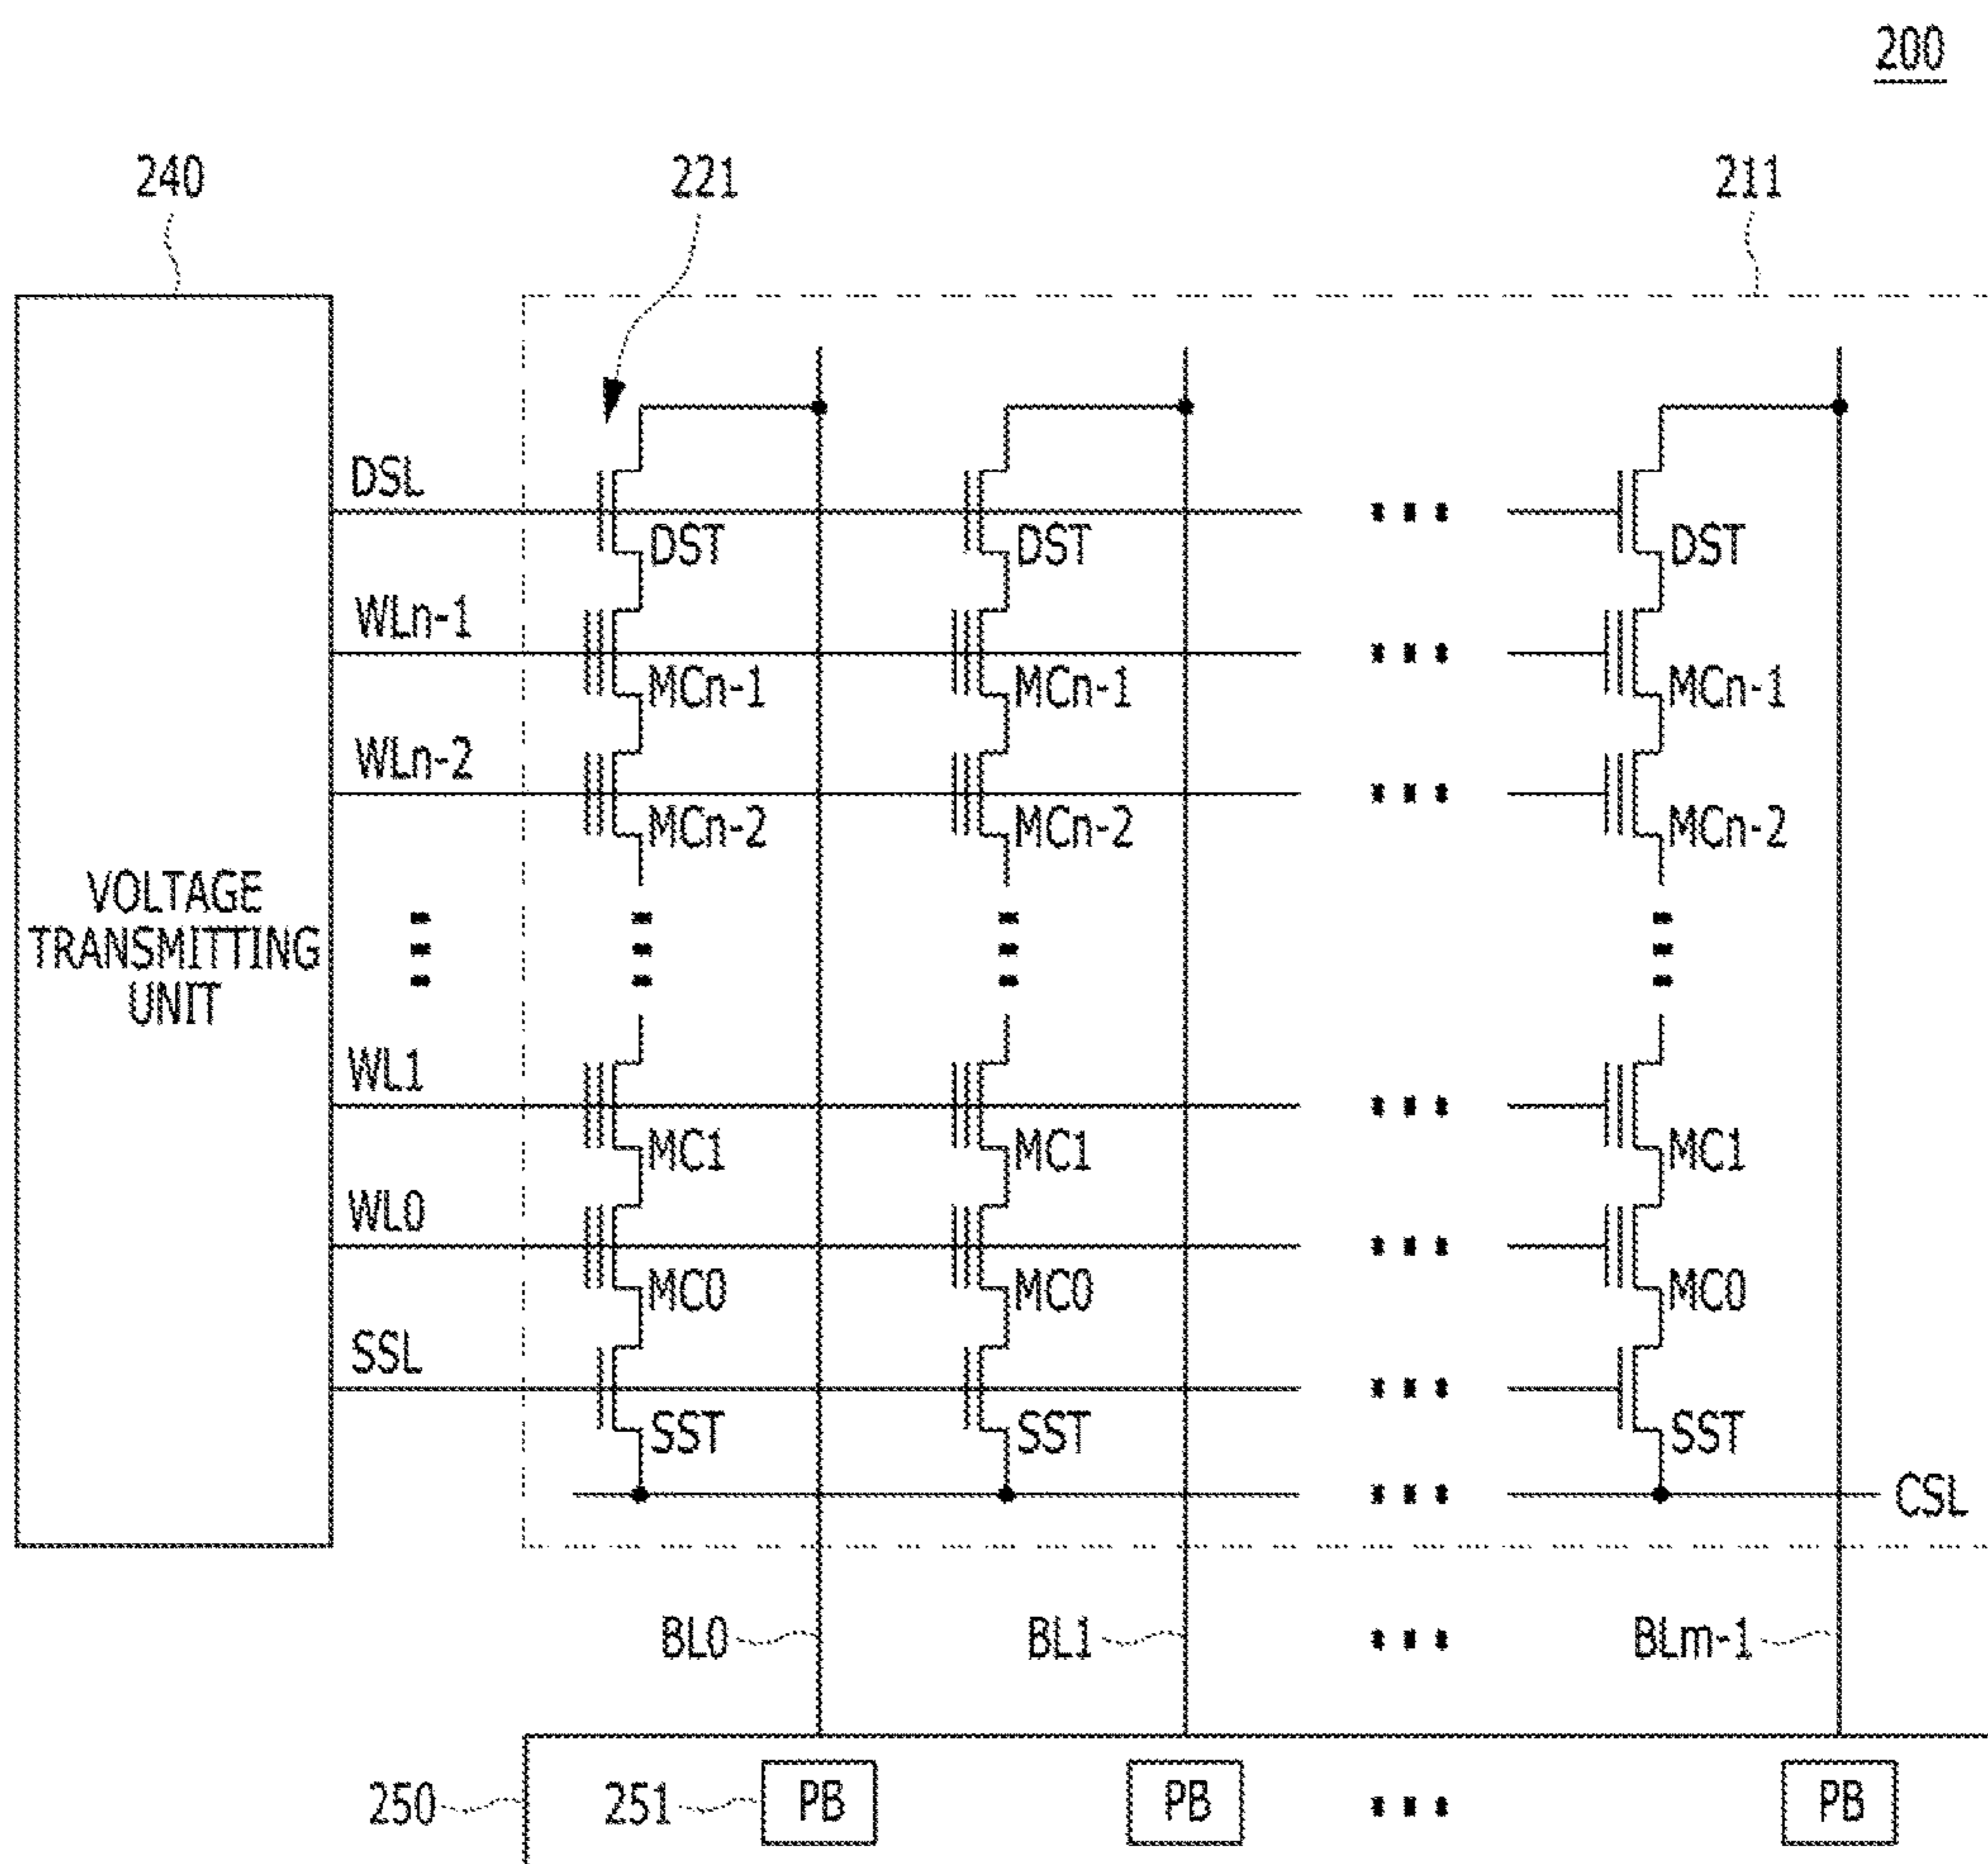 200
240 221 211
DSL
DST DST DST
WLn-1
MCn-1 MCn-1 MCn-1
WLn-2
MCn-2 MCn-2 MCn-2
VOLTAGE
TRANSMITTING
UNIT
WL1
MC1 MC1 MC1
WL0
MC0 MC0 MC0
SSL
SST SST SST
CSL
BL0 BL1 BLm-1
250 251 PB PB PB